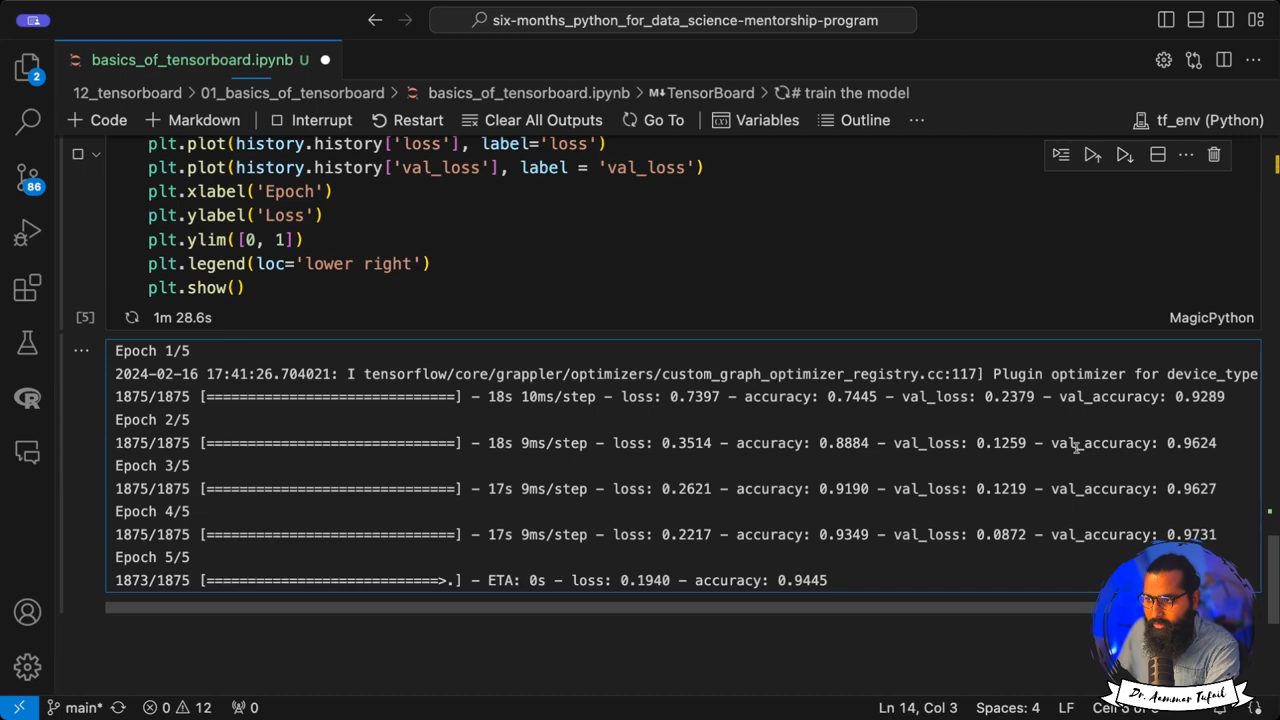 six-months_python_for_data_science-mentorship-program
basics_of_tensorboard.ipynb U
12_tensorboard > 01_basics_of_tensorboard > basics_of_tensorboard.ipynb > M↓TensorBoard > # train the model
+ Code + Markdown Interrupt Restart Clear All Outputs Go To Variables Outline ... tf_env (Python)
2
86
plt.plot(history.history['loss'], label='loss')
plt.plot(history.history['val_loss'], label = 'val_loss')
plt.xlabel('Epoch')
plt.ylabel('Loss')
plt.ylim([0, 1])
plt.legend(loc='lower right')
plt.show()
[5] 1m 28.6s MagicPython
Epoch 1/5
2024-02-16 17:41:26.704021: I tensorflow/core/grappler/optimizers/custom_graph_optimizer_registry.cc:117] Plugin optimizer for device_type
1875/1875 [==============================] - 18s 10ms/step - loss: 0.7397 - accuracy: 0.7445 - val_loss: 0.2379 - val_accuracy: 0.9289
Epoch 2/5
1875/1875 [==============================] - 18s 9ms/step - loss: 0.3514 - accuracy: 0.8884 - val_loss: 0.1259 - val_accuracy: 0.9624
Epoch 3/5
1875/1875 [==============================] - 17s 9ms/step - loss: 0.2621 - accuracy: 0.9190 - val_loss: 0.1219 - val_accuracy: 0.9627
Epoch 4/5
1875/1875 [==============================] - 17s 9ms/step - loss: 0.2217 - accuracy: 0.9349 - val_loss: 0.0872 - val_accuracy: 0.9731
Epoch 5/5
1873/1875 [============================>.] - ETA: 0s - loss: 0.1940 - accuracy: 0.9445
Dr. Aammar Tufail
main* 0 12 0 Ln 14, Col 3 Spaces: 4 LF